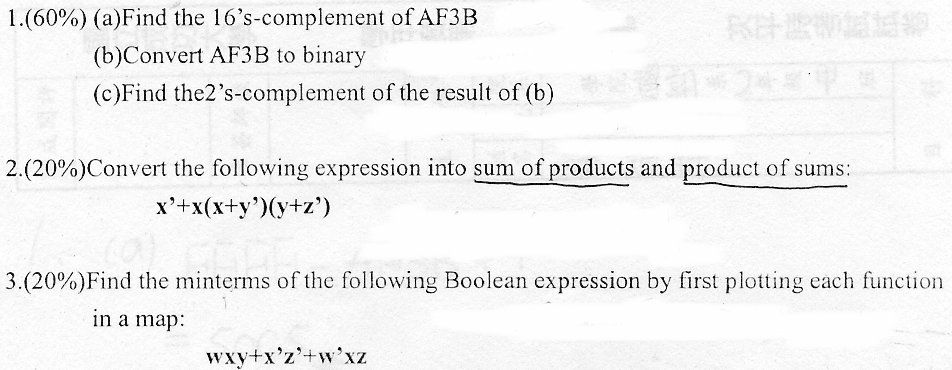 1.(60%) (a)Find the 16's-complement of AF3B
(b)Convert AF3B to binary
(c)Find the2's-complement of the result of (b)
2.(20%)Convert the following expression into sum of products and product of sums:
x'+x(x+y')(y+z')
3.(20%)Find the minterms of the following Boolean expression by first plotting each function
in a map:
wxy+x'z'+w'xz